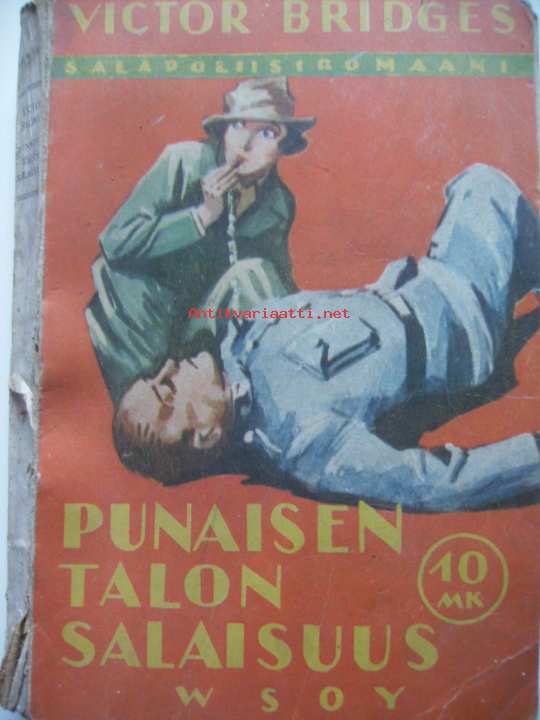 VICTOR BRIDGES
SALAPOLIISIROMAANI
Antikvariaatti.net
PUNAISEN
TALON
SALAISUUS
10
MK
WSOY